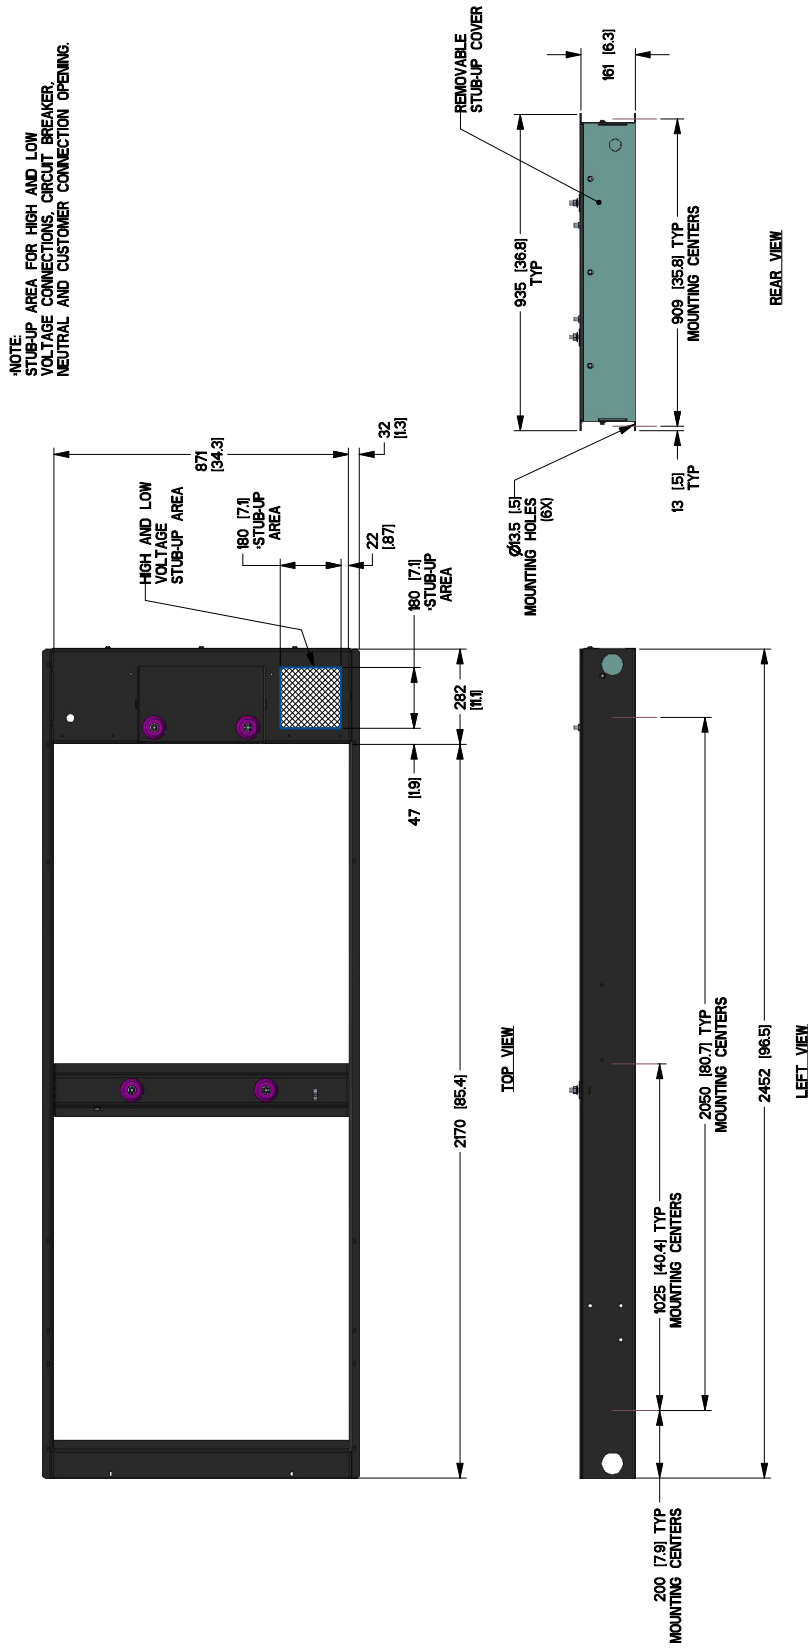 *NOTE:
STUB-UP AREA FOR HIGH AND LOW
VOLTAGE CONNECTIONS, CIRCUIT BREAKER,
NEUTRAL AND CUSTOMER CONNECTION OPENING.
871
[34.3]
32
[1.3]
HIGH AND LOW
VOLTAGE
STUB-UP AREA
180 [7.1]
*STUB-UP
AREA
22
[.87]
180 [7.1]
*STUB-UP
AREA
282
[11.1]
47 [1.9]
2170 [85.4]
TOP VIEW
REMOVABLE
STUB-UP COVER
161 [6.3]
935 [36.8]
TYP
909 [35.8] TYP
MOUNTING CENTERS
Ø13.5 [.5]
MOUNTING HOLES
(6X)
13 [.5]
TYP
REAR VIEW
200 [7.9] TYP
MOUNTING CENTERS
1025 [40.4] TYP
MOUNTING CENTERS
2050 [80.7] TYP
MOUNTING CENTERS
2452 [96.5]
LEFT VIEW